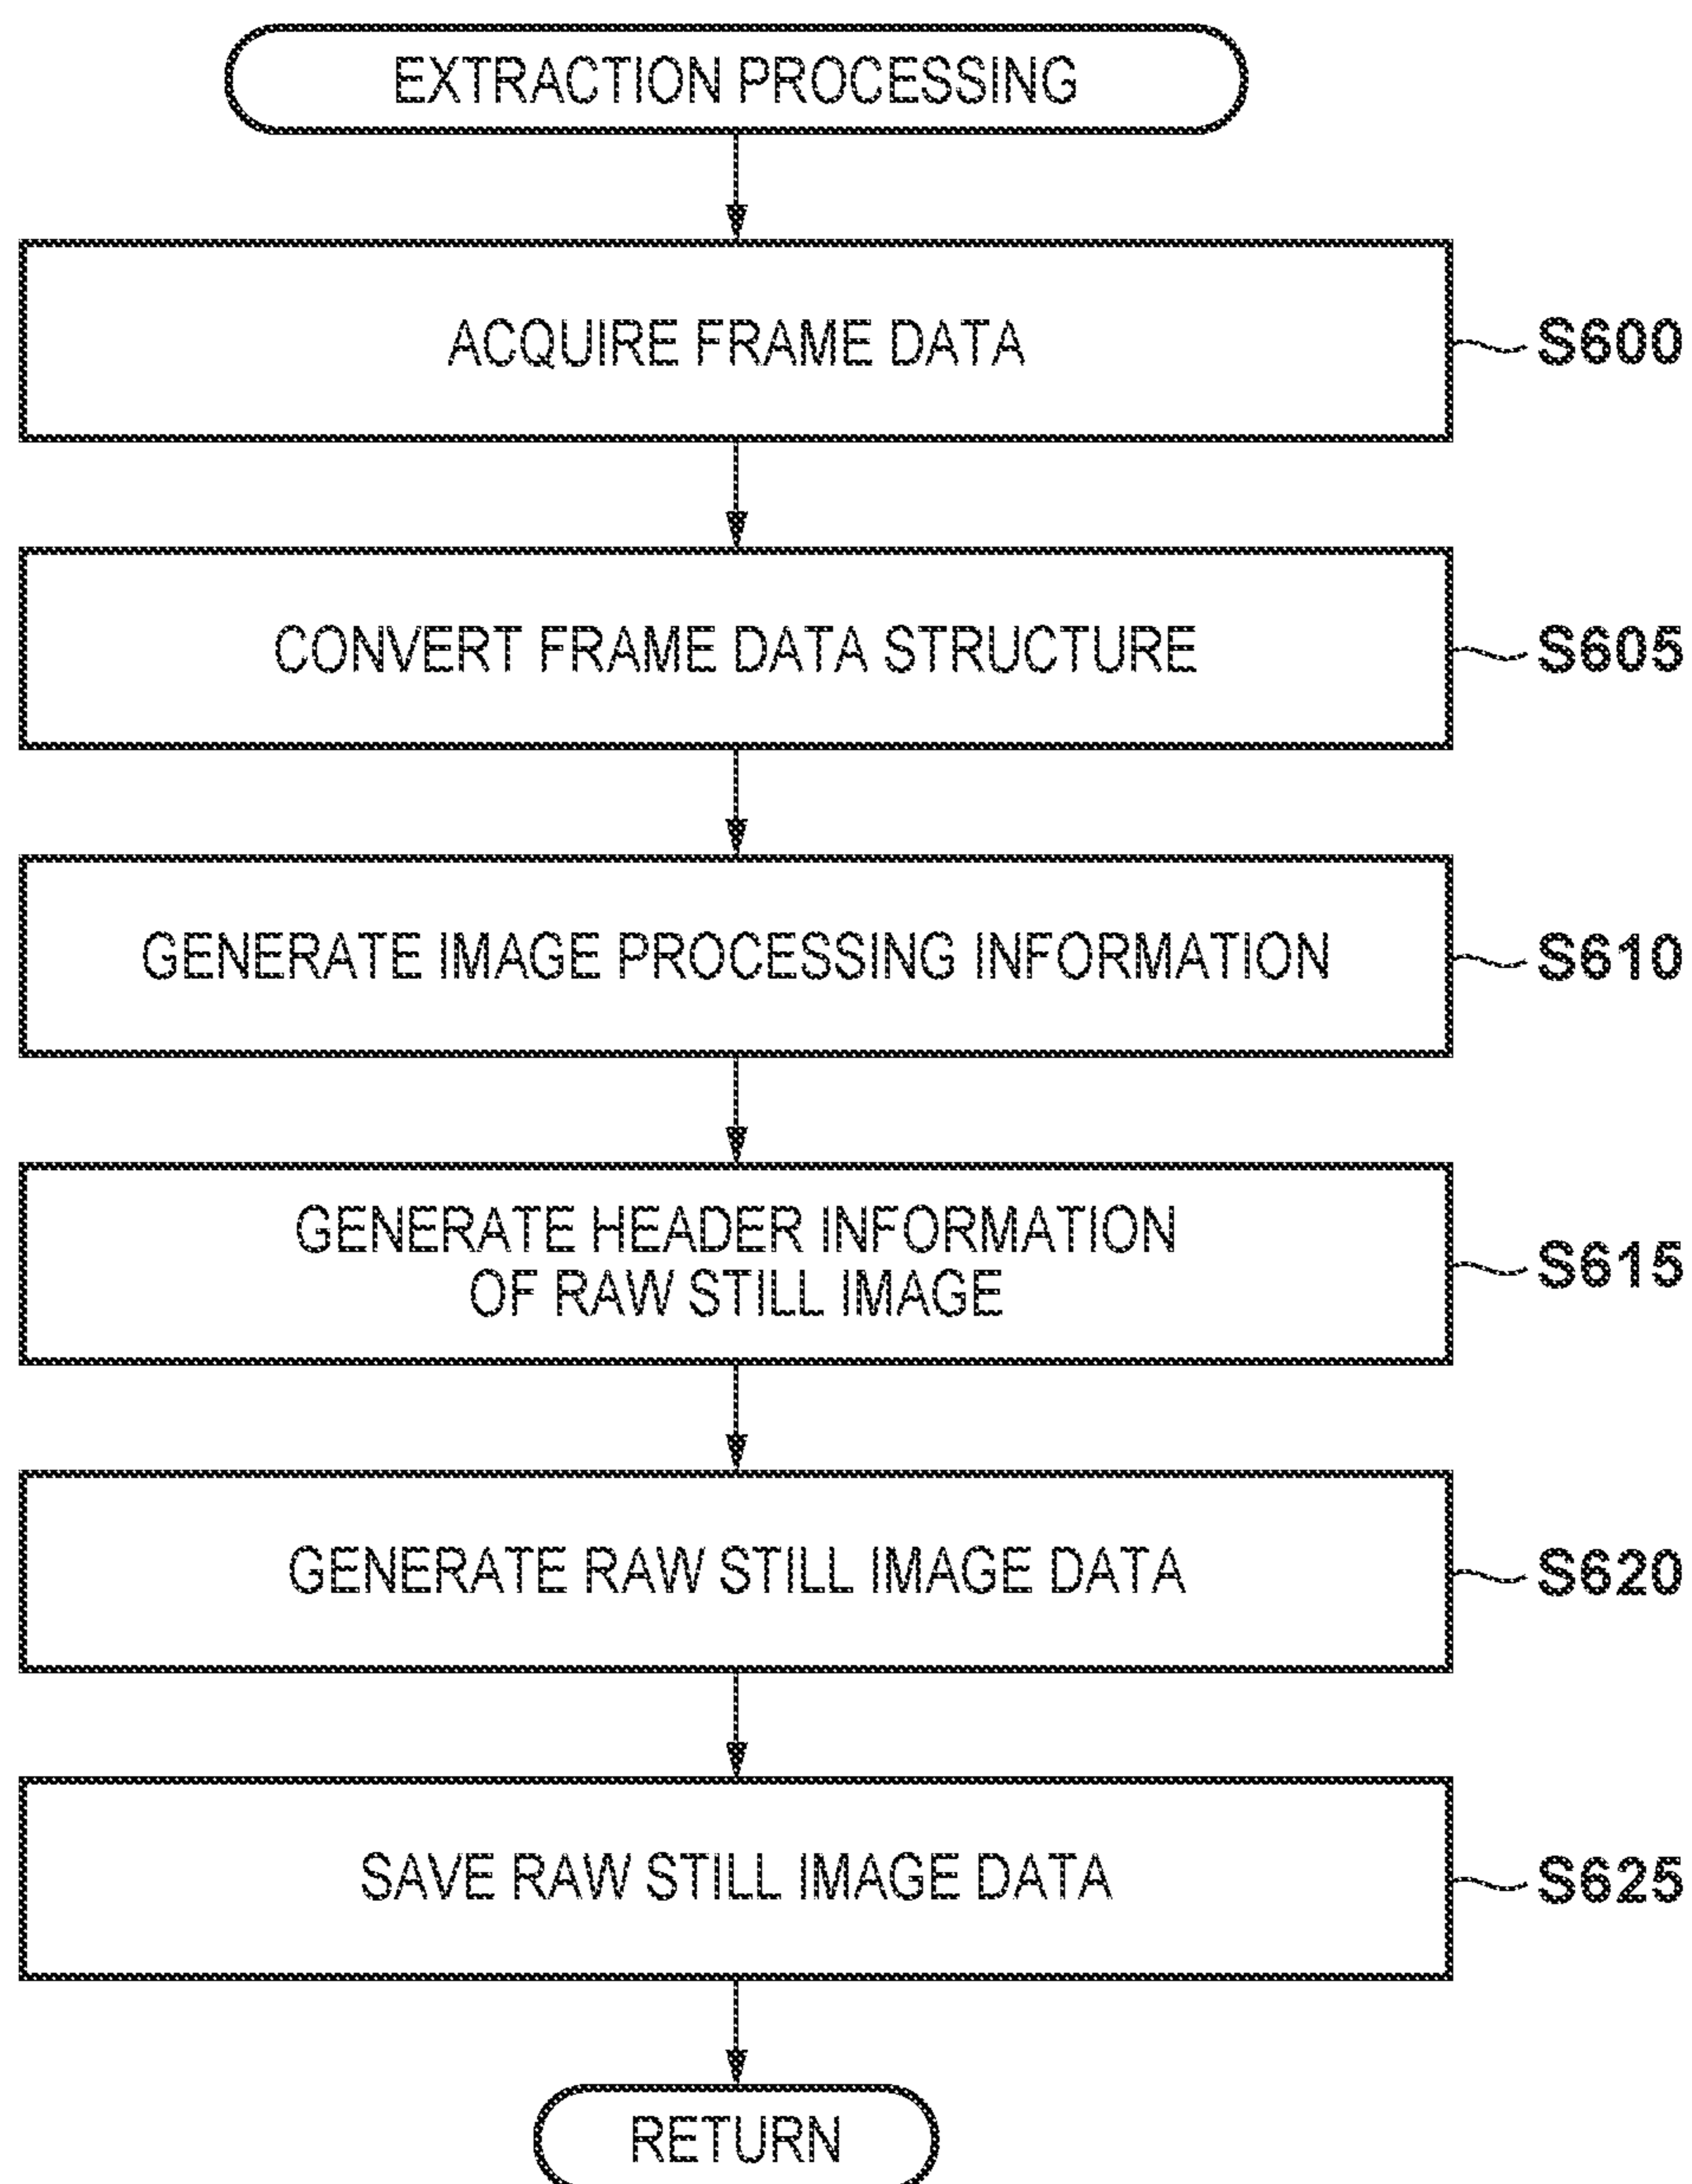 EXTRACTION PROCESSING
ACQUIRE FRAME DATA
S600
CONVERT FRAME DATA STRUCTURE
S605
GENERATE IMAGE PROCESSING INFORMATION
S610
GENERATE HEADER INFORMATION
OF RAW STILL IMAGE
S615
GENERATE RAW STILL IMAGE DATA
S620
SAVE RAW STILL IMAGE DATA
S625
RETURN